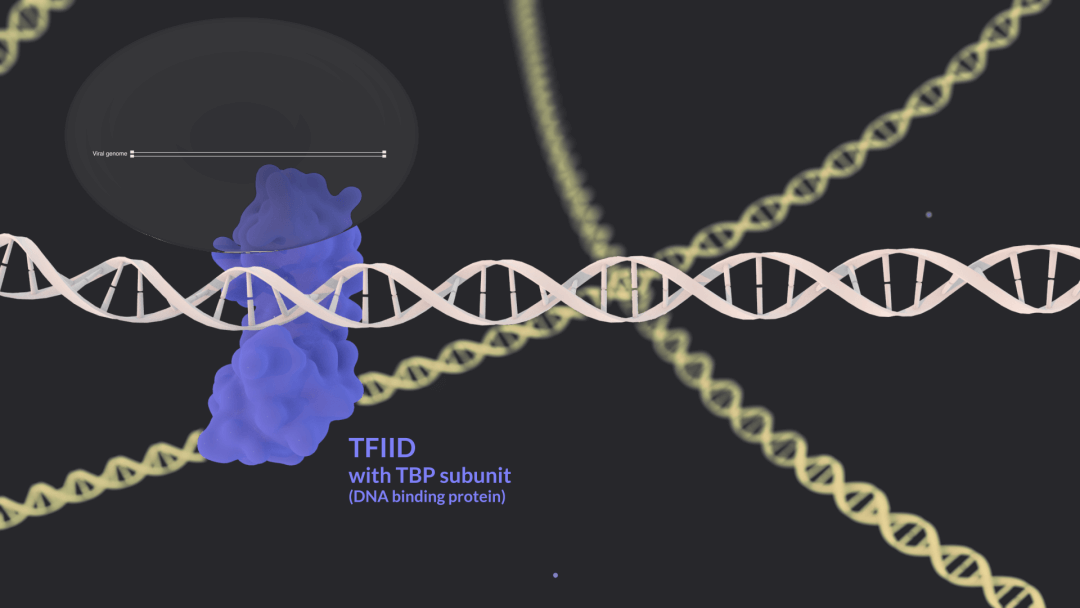 Viral genome
TFIID
with TBP subunit
(DNA binding protein)